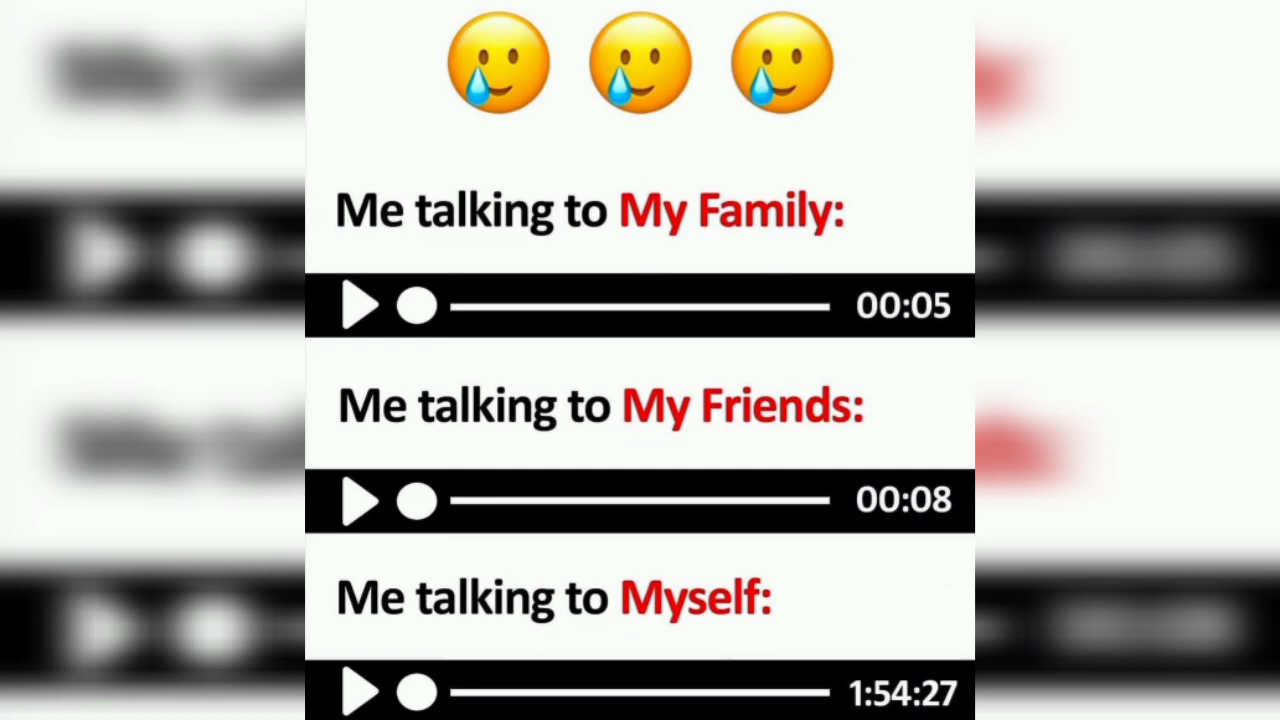 Me talking to My Family:
00:05
Me talking to My Friends:
00:08
Me talking to Myself:
1:54:27